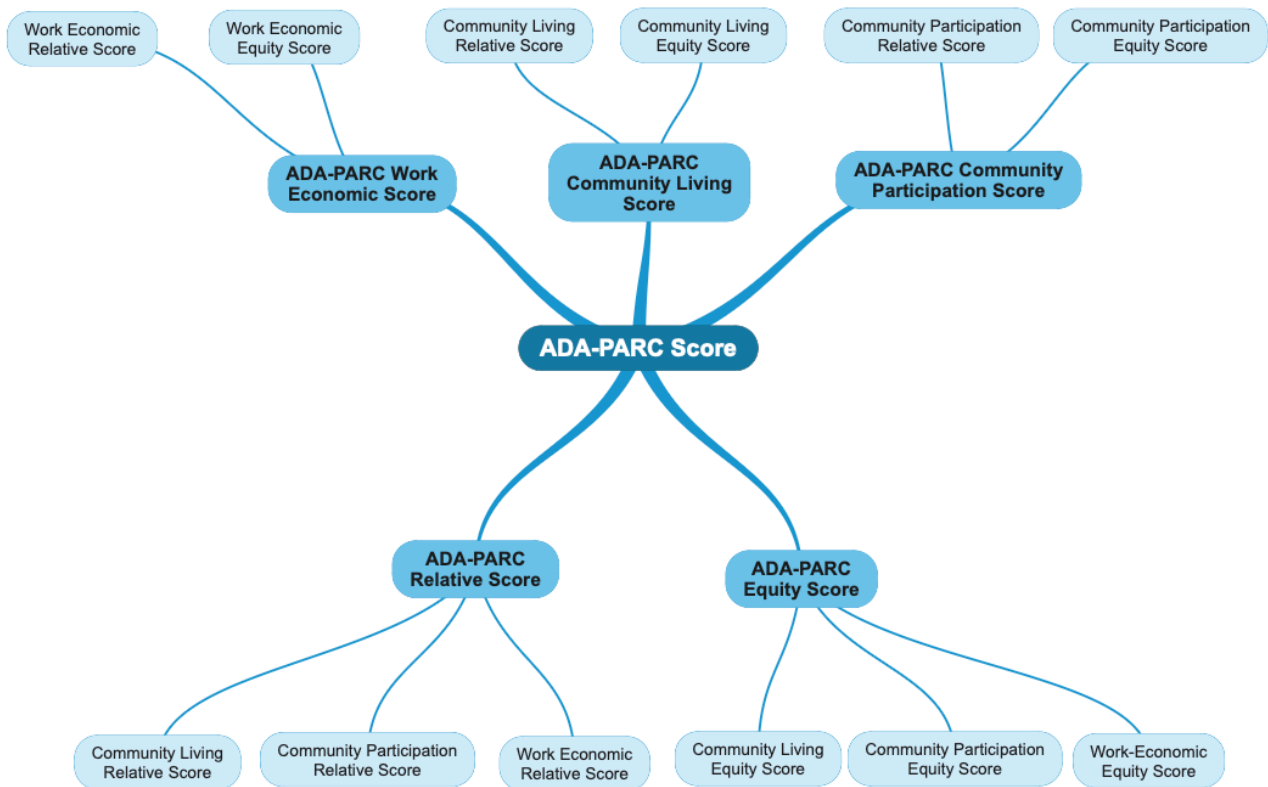 Work Economic
Relative Score
Work Economic
Equity Score
Community Living
Relative Score
Community Living
Equity Score
Community Participation
Relative Score
Community Participation
Equity Score
ADA-PARC Work
Economic Score
ADA-PARC
Community Living
Score
ADA-PARC Community
Participation Score
ADA-PARC Score
ADA-PARC
Relative Score
ADA-PARC
Equity Score
Community Living
Relative Score
Community Participation
Relative Score
Work Economic
Relative Score
Community Living
Equity Score
Community Participation
Equity Score
Work-Economic
Equity Score